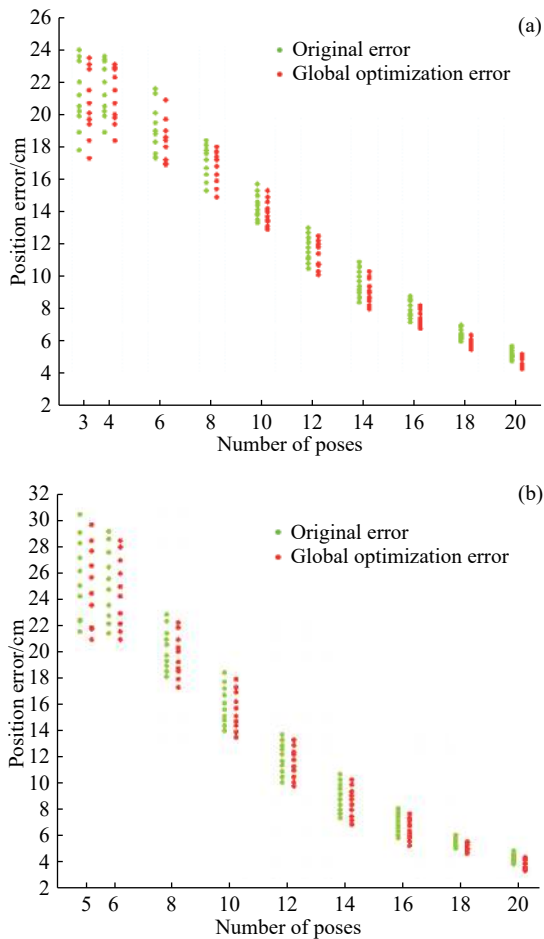 (a)
26
24
22
20
18
16
14
12
10
8
6
4
2
Position error/cm
Original error
Global optimization error
3 4 6 8 10 12 14 16 18 20
Number of poses
(b)
32
30
28
26
24
22
20
18
16
14
12
10
8
6
4
2
Position error/cm
Original error
Global optimization error
5 6 8 10 12 14 16 18 20
Number of poses